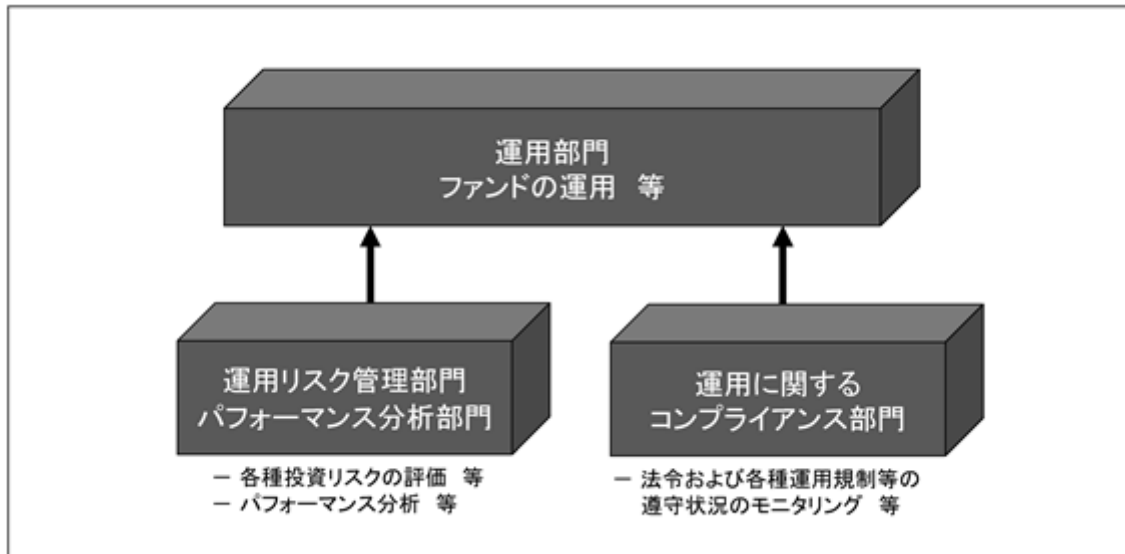 運用部門
ファンドの運用 等
運用リスク管理部門
パフォーマンス分析部門
運用に関する
コンプライアンス部門
－ 各種投資リスクの評価 等
－ パフォーマンス分析 等
－ 法令および各種運用規制等の
遵守状況のモニタリング 等